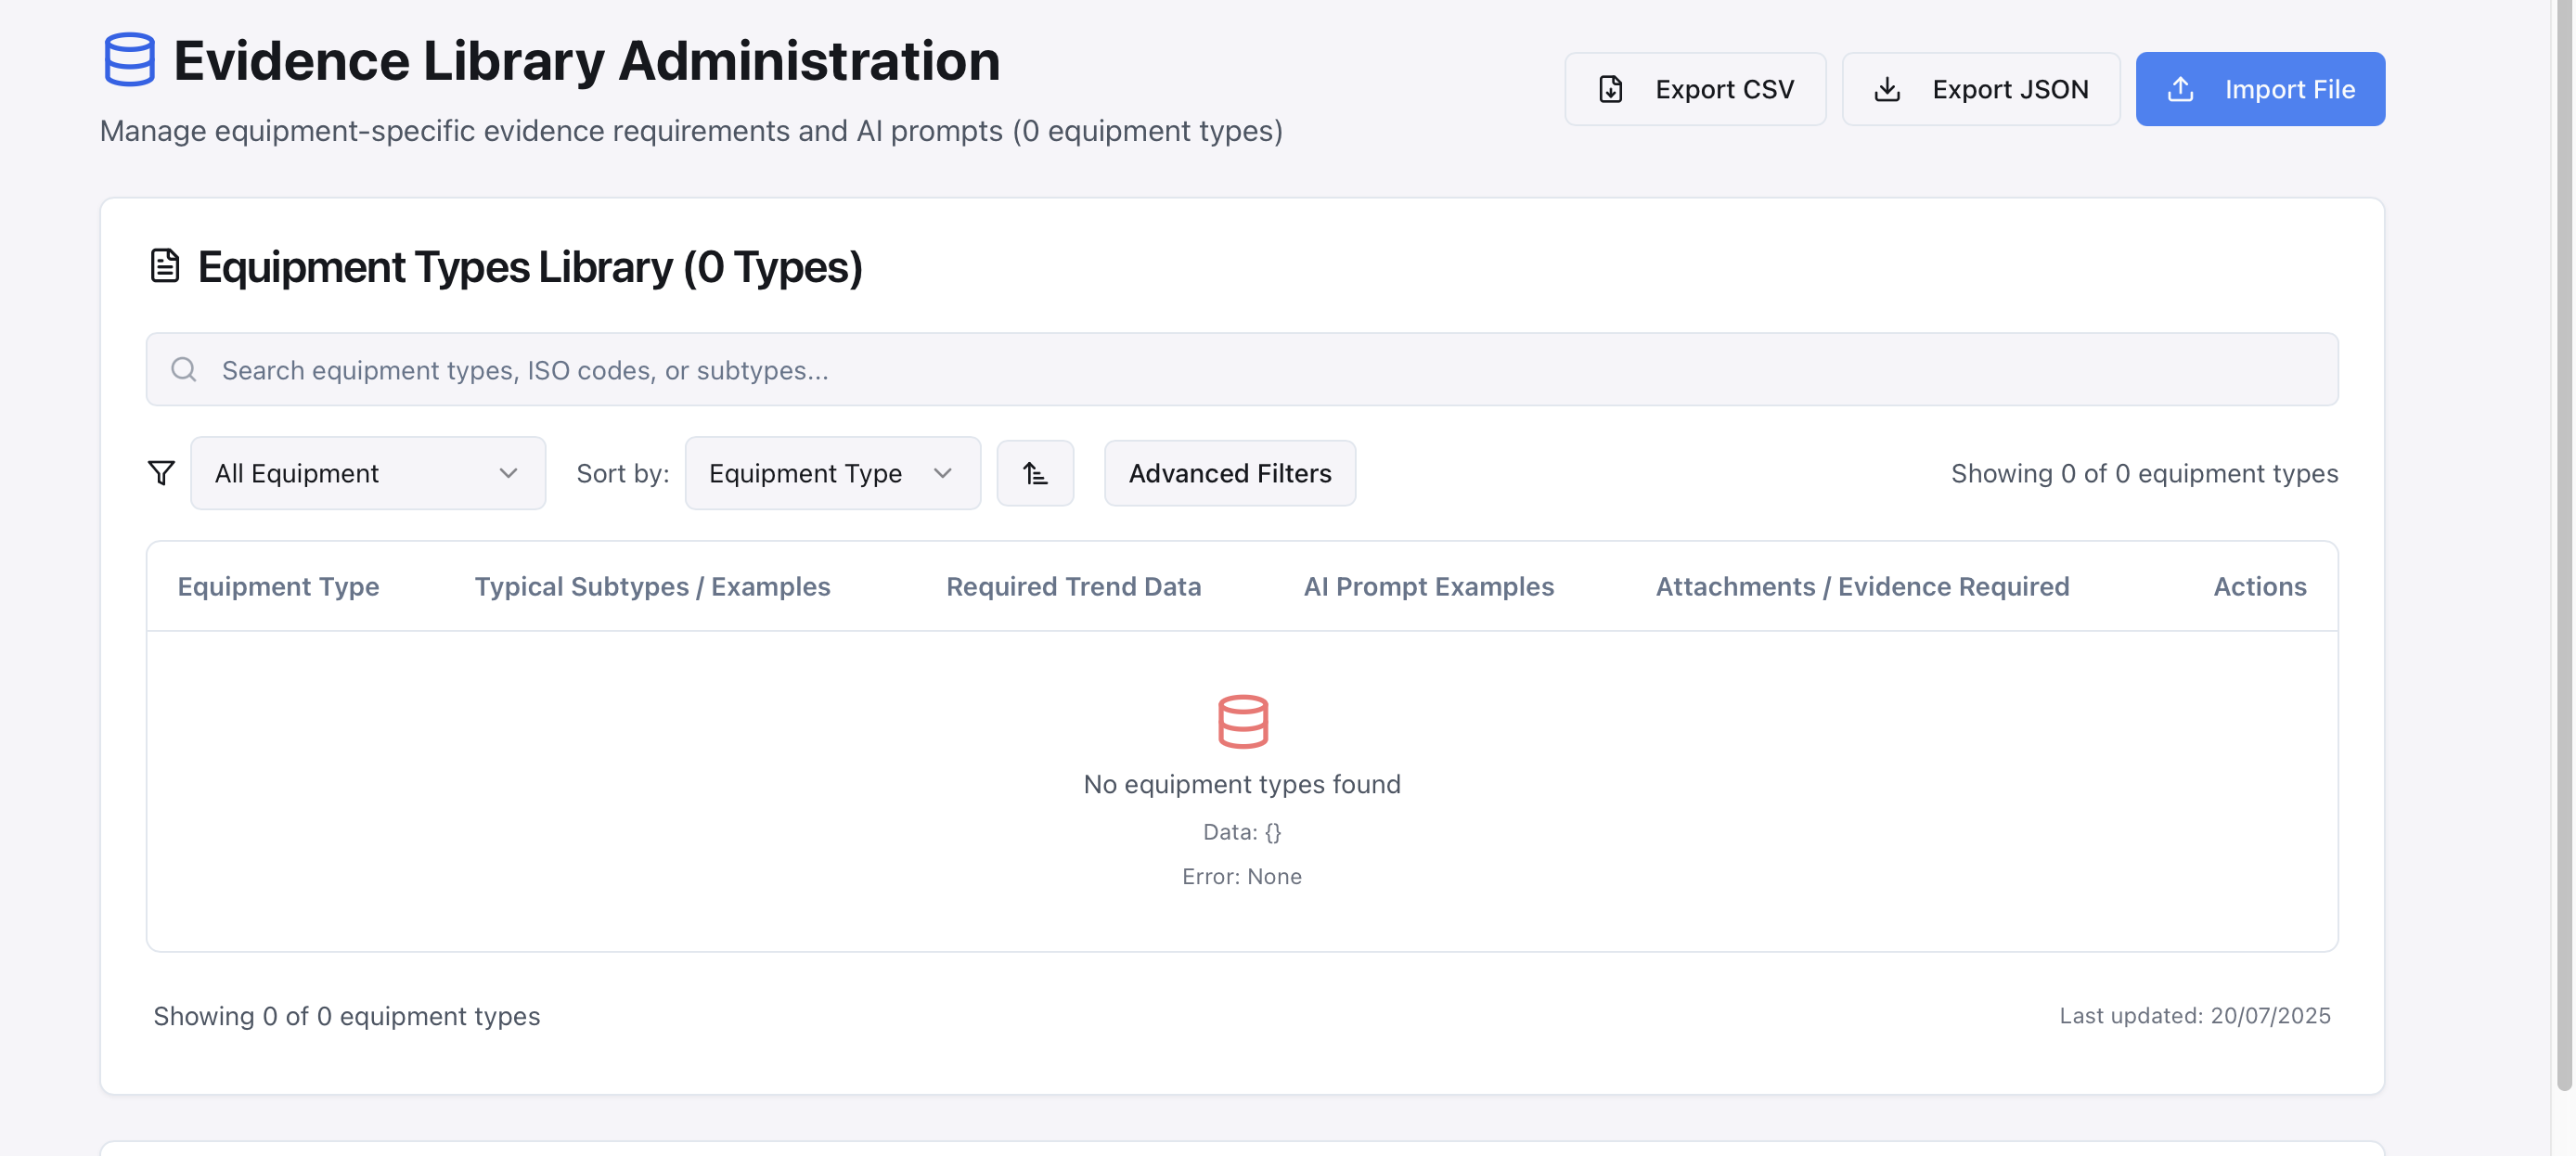 Evidence Library Administration
Manage equipment-specific evidence requirements and AI prompts (0 equipment types)
Export CSV
Export JSON
Import File
Equipment Types Library (0 Types)
Search equipment types, ISO codes, or subtypes...
All Equipment
Sort by:
Equipment Type
Advanced Filters
Showing 0 of 0 equipment types
Equipment Type
Typical Subtypes / Examples
Required Trend Data
AI Prompt Examples
Attachments / Evidence Required
Actions
No equipment types found
Data: {}
Error: None
Showing 0 of 0 equipment types
Last updated: 20/07/2025